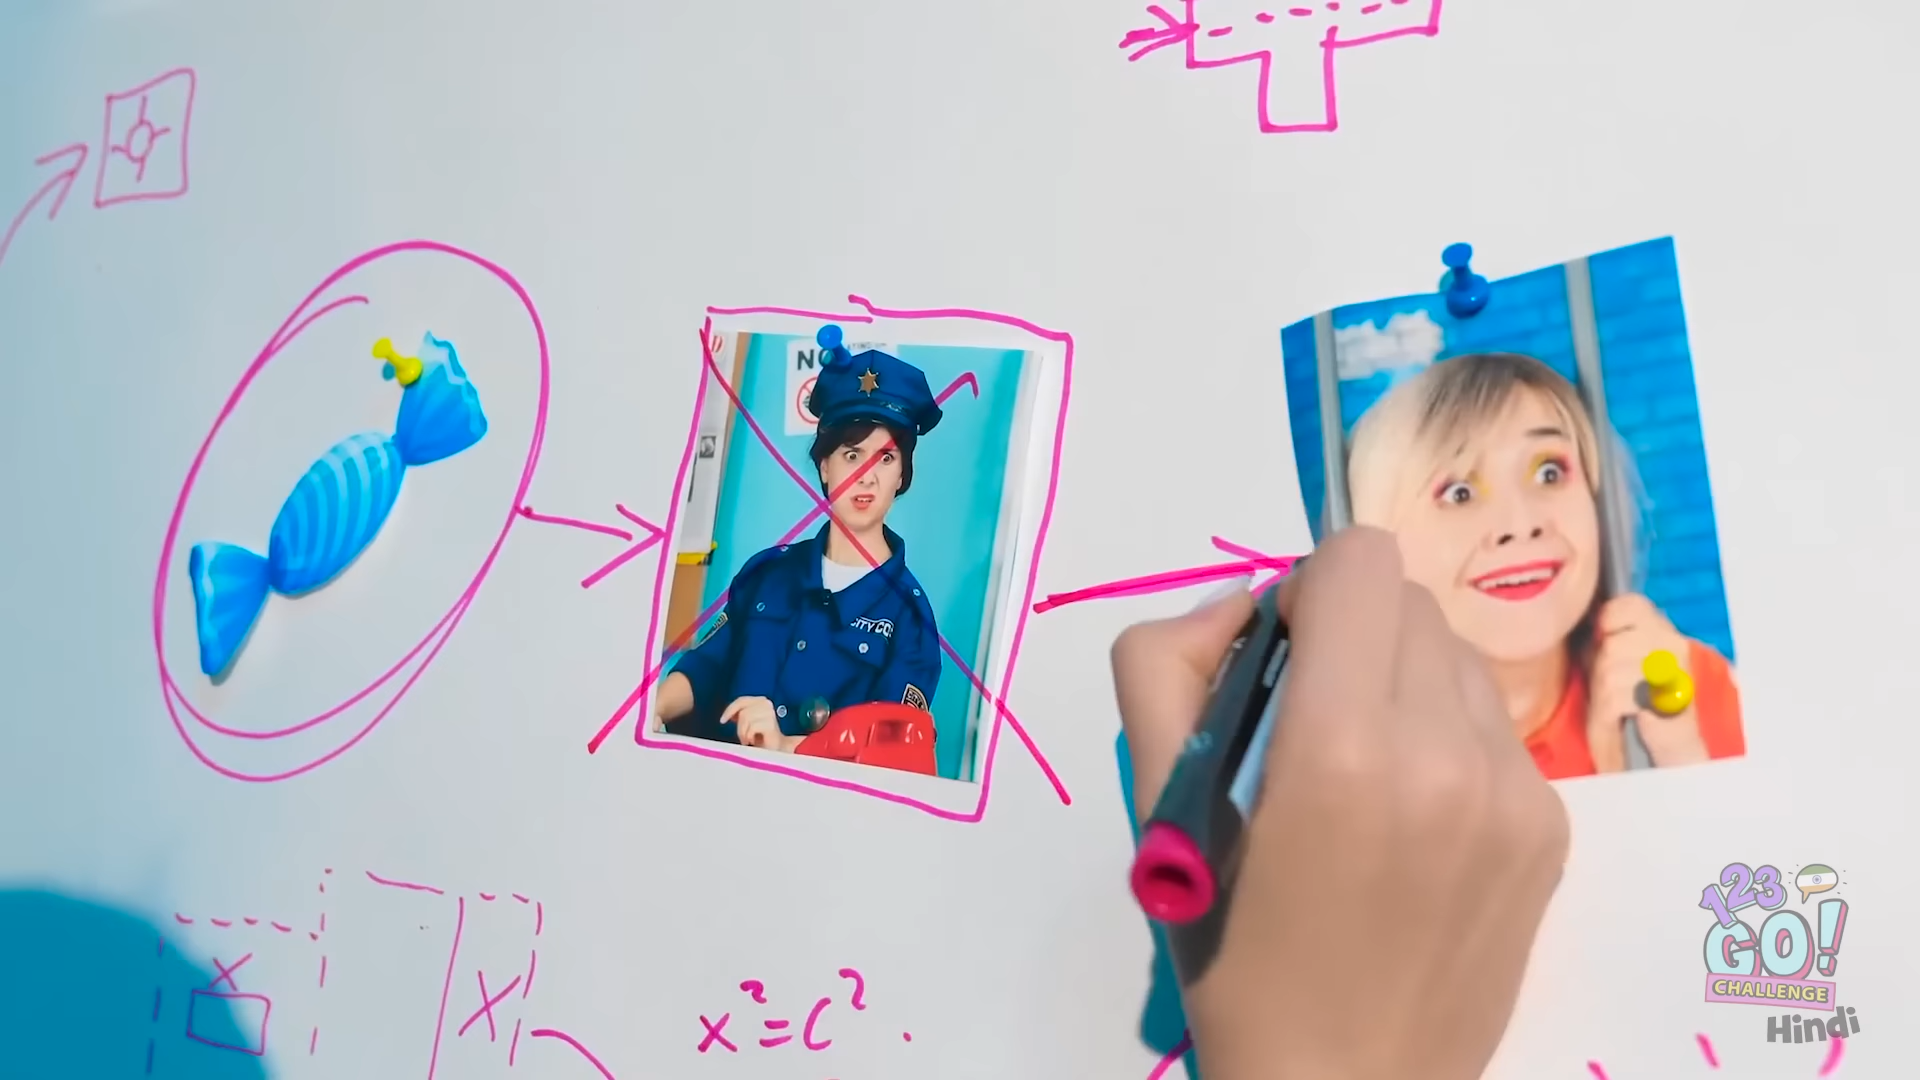 NO
CITY CO
X
X
x²=c²
123
GO!
CHALLENGE
Hindi